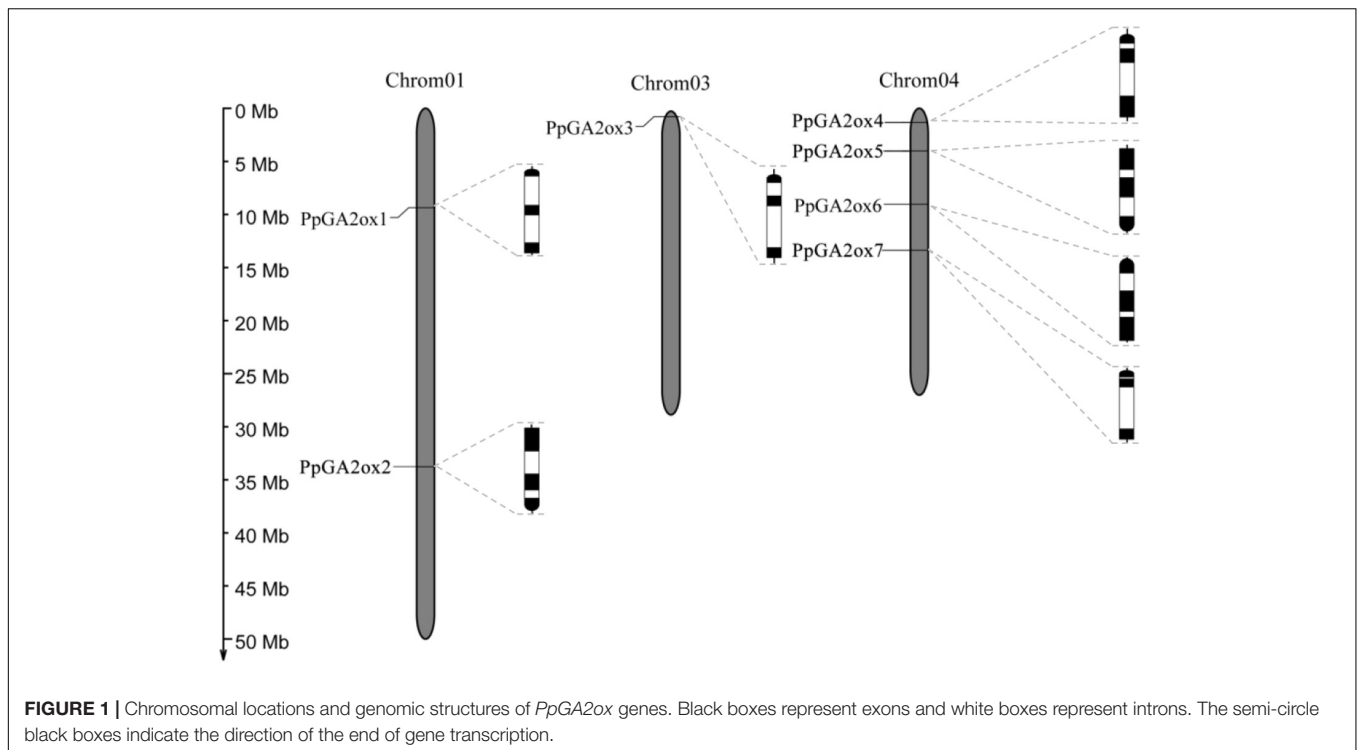 Chrom01
Chrom03
Chrom04
0 Mb
5 Mb
10 Mb
15 Mb
20 Mb
25 Mb
30 Mb
35 Mb
40 Mb
45 Mb
50 Mb
PpGA2ox1
PpGA2ox2
PpGA2ox3
PpGA2ox4
PpGA2ox5
PpGA2ox6
PpGA2ox7
FIGURE 1 | Chromosomal locations and genomic structures of PpGA2ox genes. Black boxes represent exons and white boxes represent introns. The semi-circle
black boxes indicate the direction of the end of gene transcription.